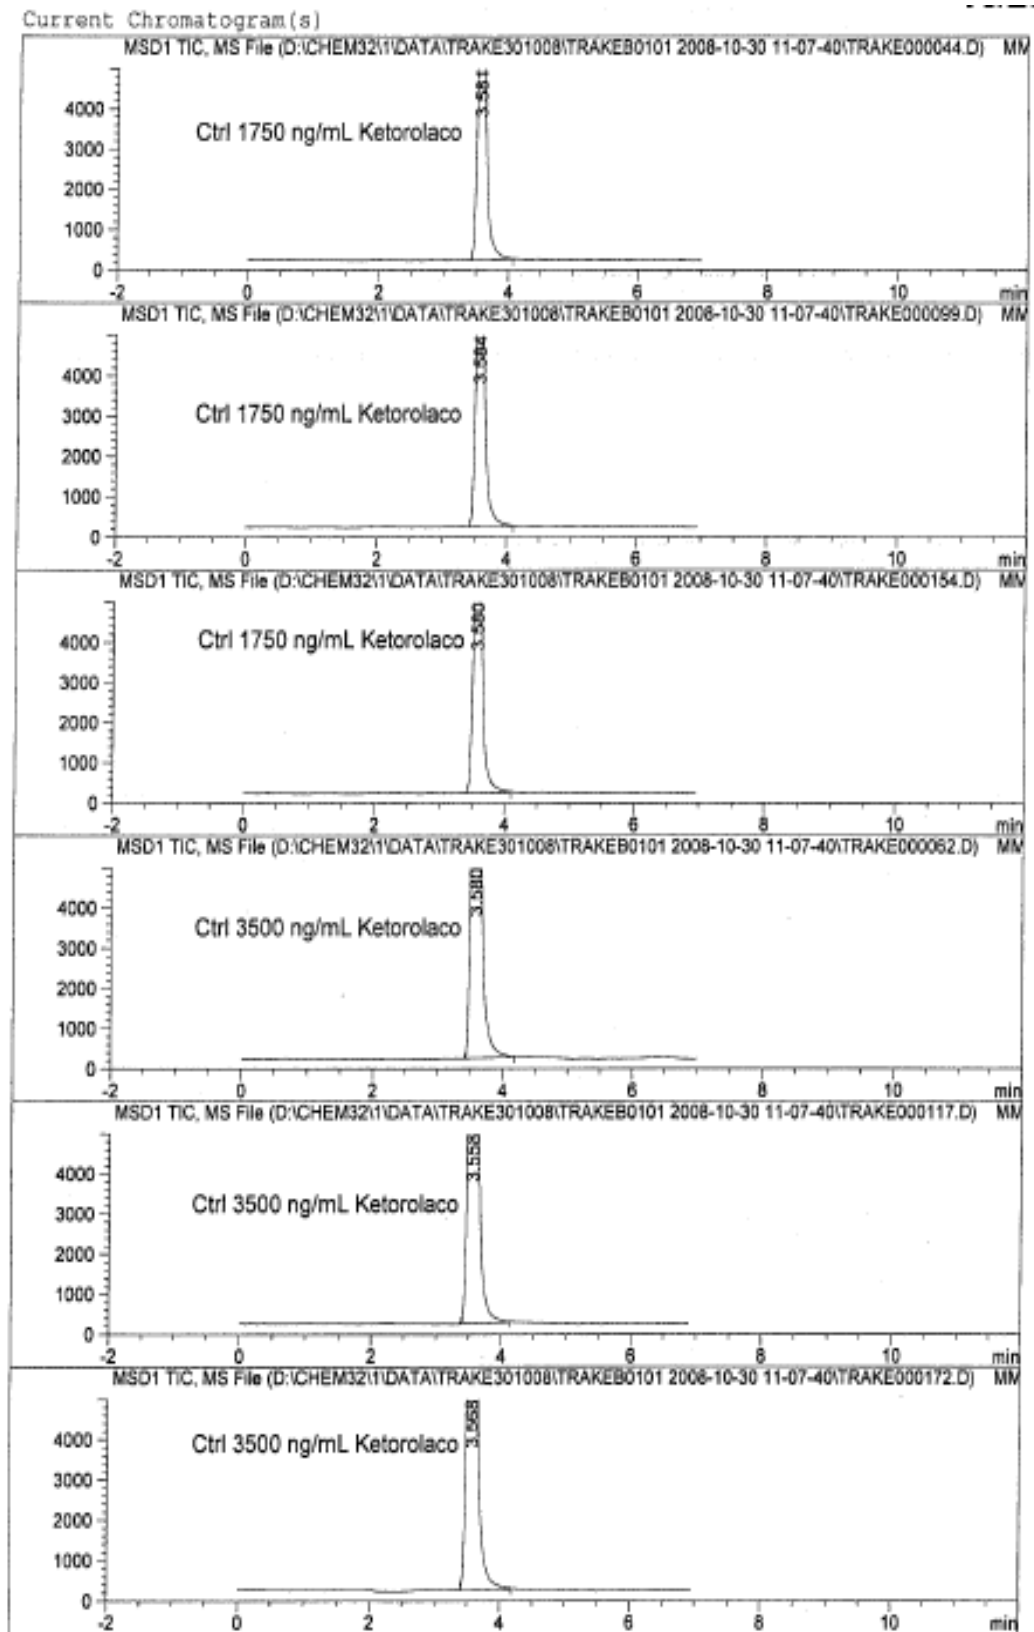 Current Chromatogram(s)
MSD1 TIC, MS File (D:\CHEM32\1\DATA\TRAKE301008\TRAKEB0101 2008-10-30 11-07-40\TRAKE000044.D) MM
3.581
4000
Ctrl 1750 ng/mL Ketorolaco
3000
2000
1000
0
-2 0 2 4 6 8 10 min
MSD1 TIC, MS File (D:\CHEM32\1\DATA\TRAKE301008\TRAKEB0101 2008-10-30 11-07-40\TRAKE000099.D) MM
3.584
4000
Ctrl 1750 ng/mL Ketorolaco
3000
2000
1000
0
-2 0 2 4 6 8 10 min
MSD1 TIC, MS File (D:\CHEM32\1\DATA\TRAKE301008\TRAKEB0101 2008-10-30 11-07-40\TRAKE000154.D) MM
3.580
Ctrl 1750 ng/mL Ketorolaco
4000
3000
2000
1000
0
-2 0 2 4 6 8 10 min
MSD1 TIC, MS File (D:\CHEM32\1\DATA\TRAKE301008\TRAKEB0101 2008-10-30 11-07-40\TRAKE000062.D) MM
3.580
4000
Ctrl 3500 ng/mL Ketorolaco
3000
2000
1000
0
-2 0 2 4 6 8 10 min
MSD1 TIC, MS File (D:\CHEM32\1\DATA\TRAKE301008\TRAKEB0101 2008-10-30 11-07-40\TRAKE000117.D) MM
3.558
4000
Ctrl 3500 ng/mL Ketorolaco
3000
2000
1000
0
-2 0 2 4 6 8 10 min
MSD1 TIC, MS File (D:\CHEM32\1\DATA\TRAKE301008\TRAKEB0101 2008-10-30 11-07-40\TRAKE000172.D) MM
3.568
4000
Ctrl 3500 ng/mL Ketorolaco
3000
2000
1000
0
-2 0 2 4 6 8 10 min